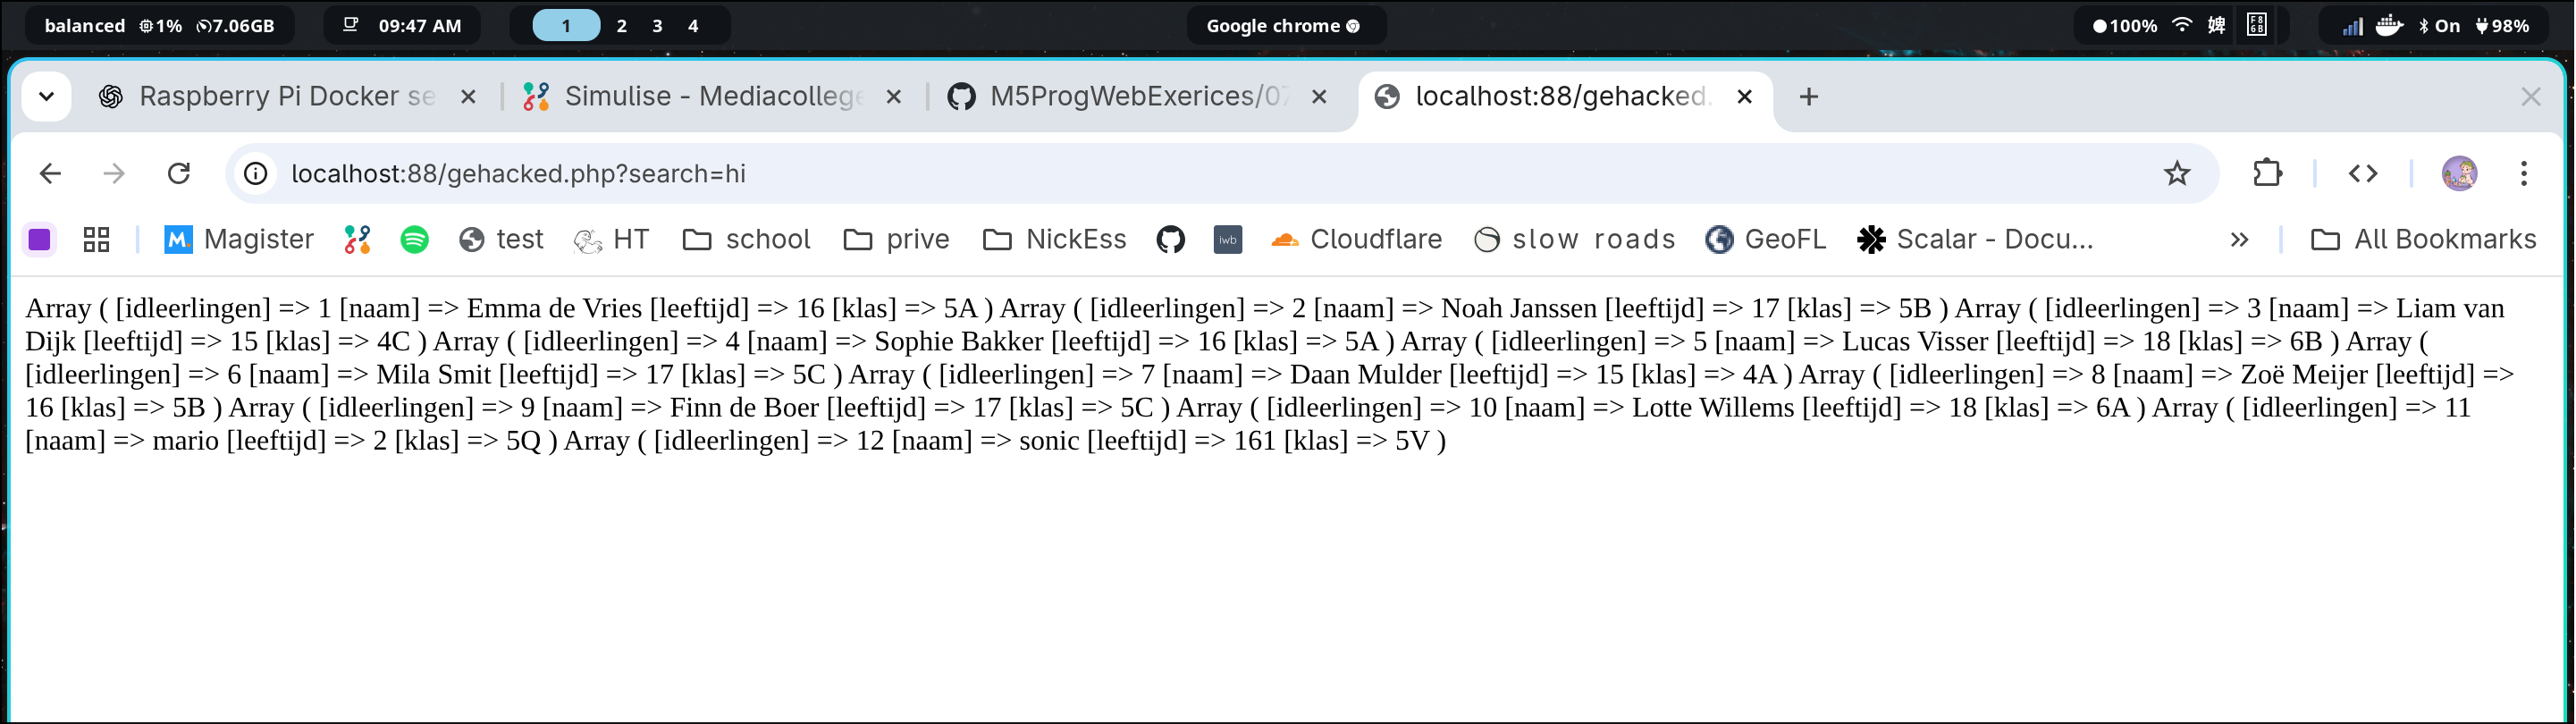 balanced 1% 7.06GB 09:47 AM 1 2 3 4 Google chrome 100% 婢 F8 6B On 98%
Raspberry Pi Docker se Simulise - Mediacollege M5ProgWebExerices/07 localhost:88/gehacked.
localhost:88/gehacked.php?search=hi
M. Magister test HT school prive NickEss iwb Cloudflare slow roads GeoFL Scalar - Docu... All Bookmarks
Array ( [idleerlingen] => 1 [naam] => Emma de Vries [leeftijd] => 16 [klas] => 5A ) Array ( [idleerlingen] => 2 [naam] => Noah Janssen [leeftijd] => 17 [klas] => 5B ) Array ( [idleerlingen] => 3 [naam] => Liam van
Dijk [leeftijd] => 15 [klas] => 4C ) Array ( [idleerlingen] => 4 [naam] => Sophie Bakker [leeftijd] => 16 [klas] => 5A ) Array ( [idleerlingen] => 5 [naam] => Lucas Visser [leeftijd] => 18 [klas] => 6B ) Array (
[idleerlingen] => 6 [naam] => Mila Smit [leeftijd] => 17 [klas] => 5C ) Array ( [idleerlingen] => 7 [naam] => Daan Mulder [leeftijd] => 15 [klas] => 4A ) Array ( [idleerlingen] => 8 [naam] => Zoë Meijer [leeftijd] =>
16 [klas] => 5B ) Array ( [idleerlingen] => 9 [naam] => Finn de Boer [leeftijd] => 17 [klas] => 5C ) Array ( [idleerlingen] => 10 [naam] => Lotte Willems [leeftijd] => 18 [klas] => 6A ) Array ( [idleerlingen] => 11
[naam] => mario [leeftijd] => 2 [klas] => 5Q ) Array ( [idleerlingen] => 12 [naam] => sonic [leeftijd] => 161 [klas] => 5V )